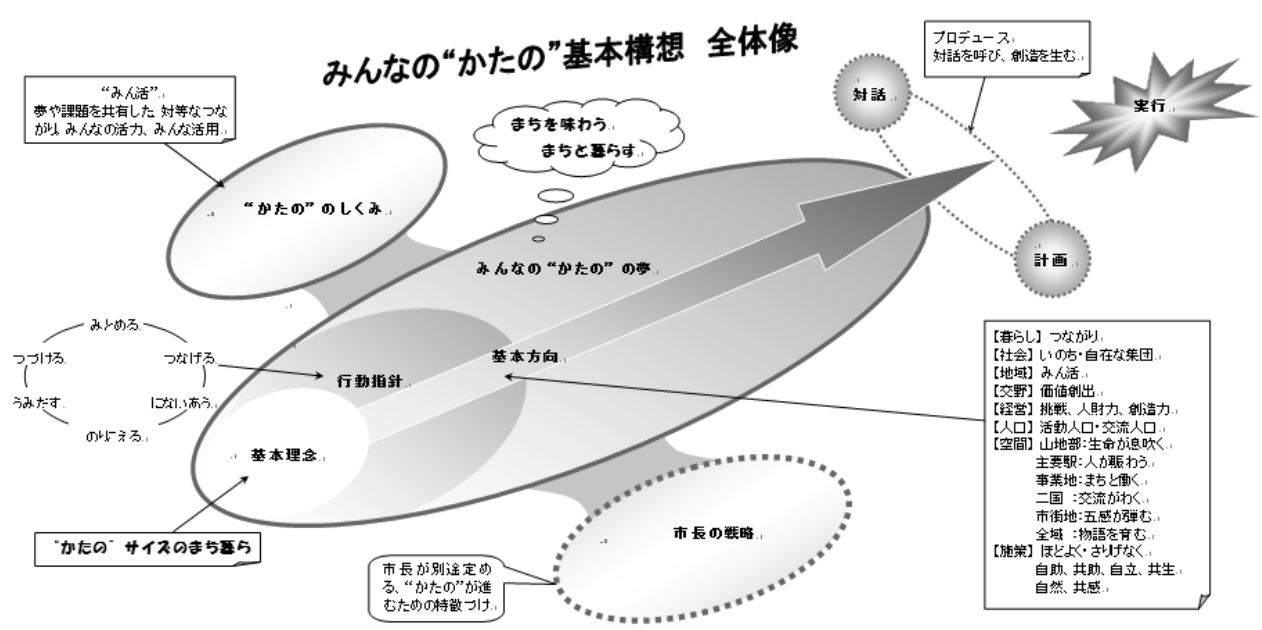 みんなの“かたの”基本構想　全体像
“みん活”
夢や課題を共有した、対等なつな
がり、みんなの活力、みんな活用
“かたの”のしくみ
まちを味わう
まちと暮らす
プロデュース
対話を呼び、創造を生む
対話
実行
計画
みんなの“かたの”の夢
基本方向
行動指針
基本理念
みとめる
つづける
つなげる
うみだす
になしいあう
のりこえる
“かたの”サイズのまち暮ら
市長の戦略
市長が別途定め
る、“かたの”が進
むための特徴づけ
【暮らし】つながり
【社会】いのち・自在な集団
【地域】みん活
【交野】価値創出
【経営】挑戦、人財力、創造力
【人口】活動人口・交流人口
【空間】山地部：生命が息吹く
主要駅：人が賑わう
事業地：まちと働く
二国　：交流がわく
市街地：五感が弾む
全域　：物語を育む
【施策】ほどよく・さりげなく
自助、共助、自立、共生
自然、共感